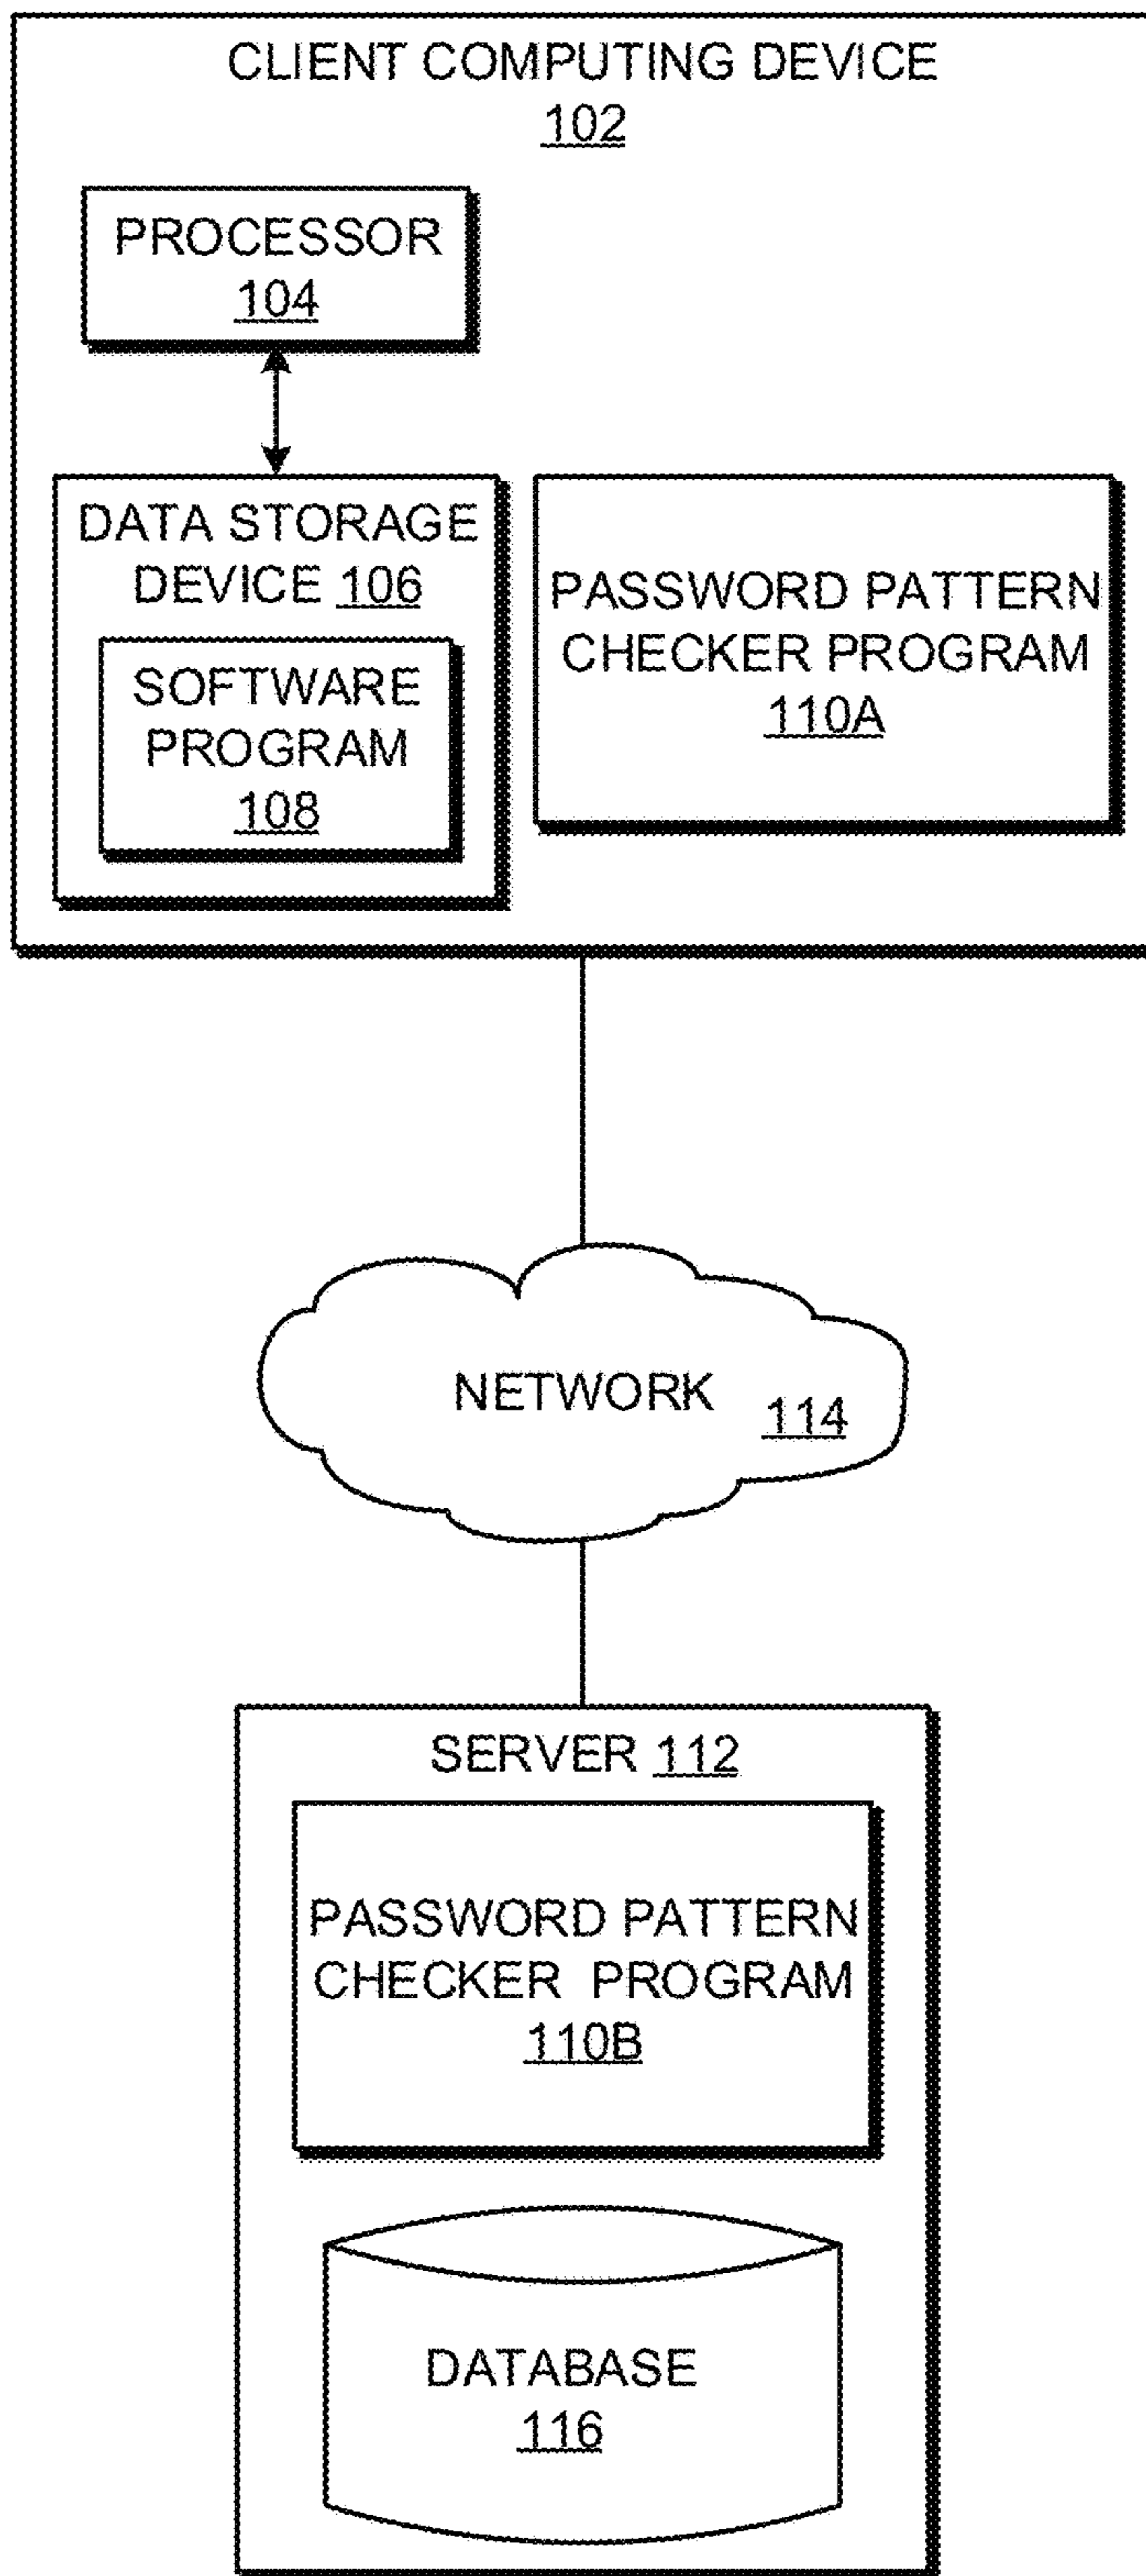 CLIENT COMPUTING DEVICE
102
PROCESSOR
104
DATA STORAGE
DEVICE 106
SOFTWARE
PROGRAM
108
PASSWORD PATTERN
CHECKER PROGRAM
110A
NETWORK 114
SERVER 112
PASSWORD PATTERN
CHECKER PROGRAM
110B
DATABASE
116